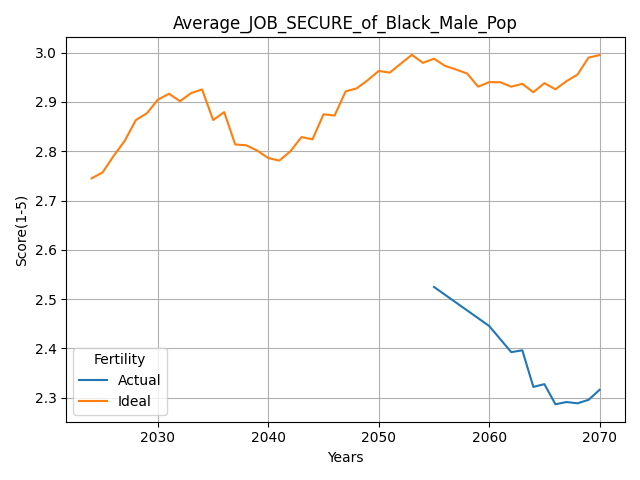 Average_JOB_SECURE_of_Black_Male_Pop
Score(1-5)
3.0
2.9
2.8
2.7
2.6
2.5
2.4
2.3
Fertility
Actual
Ideal
2030 2040 2050 2060 2070
Years